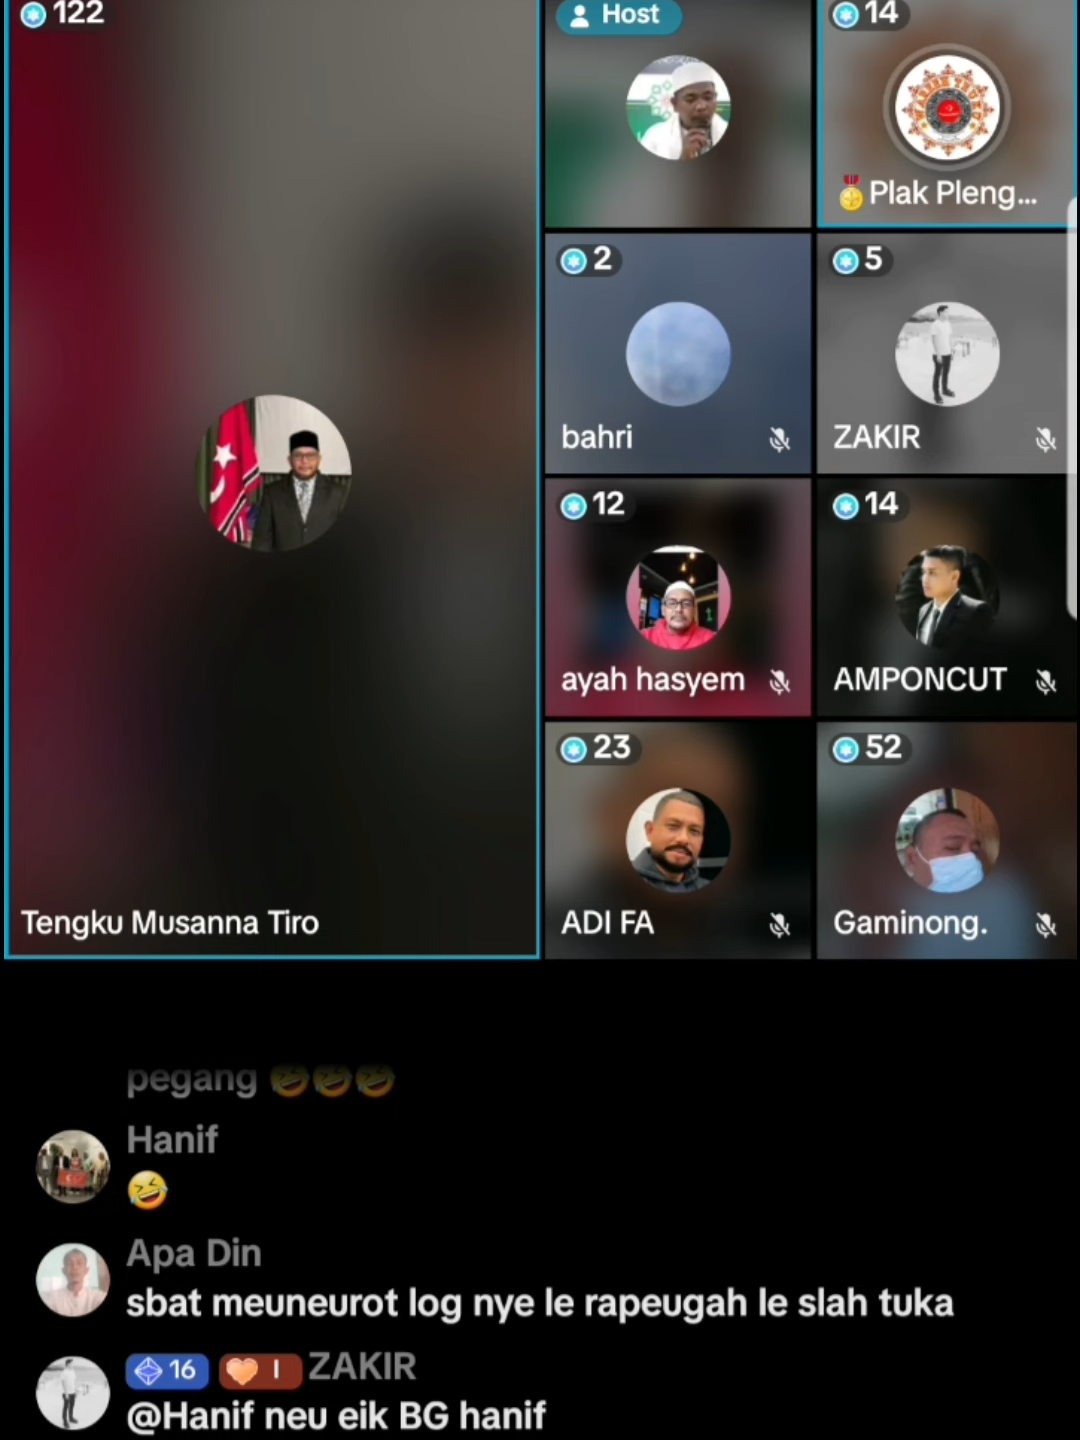 122
Host
14
Plak Pleng...
2
bahri
5
ZAKIR
12
ayah hasyem
14
AMPONCUT
23
ADI FA
52
Gaminong.
Tengku Musanna Tiro
pegang 🤣🤣🤣
Hanif
🤣
Apa Din
sbat meuneurot log nye le rapeugah le slah tuka
16 I ZAKIR
@Hanif neu eik BG hanif